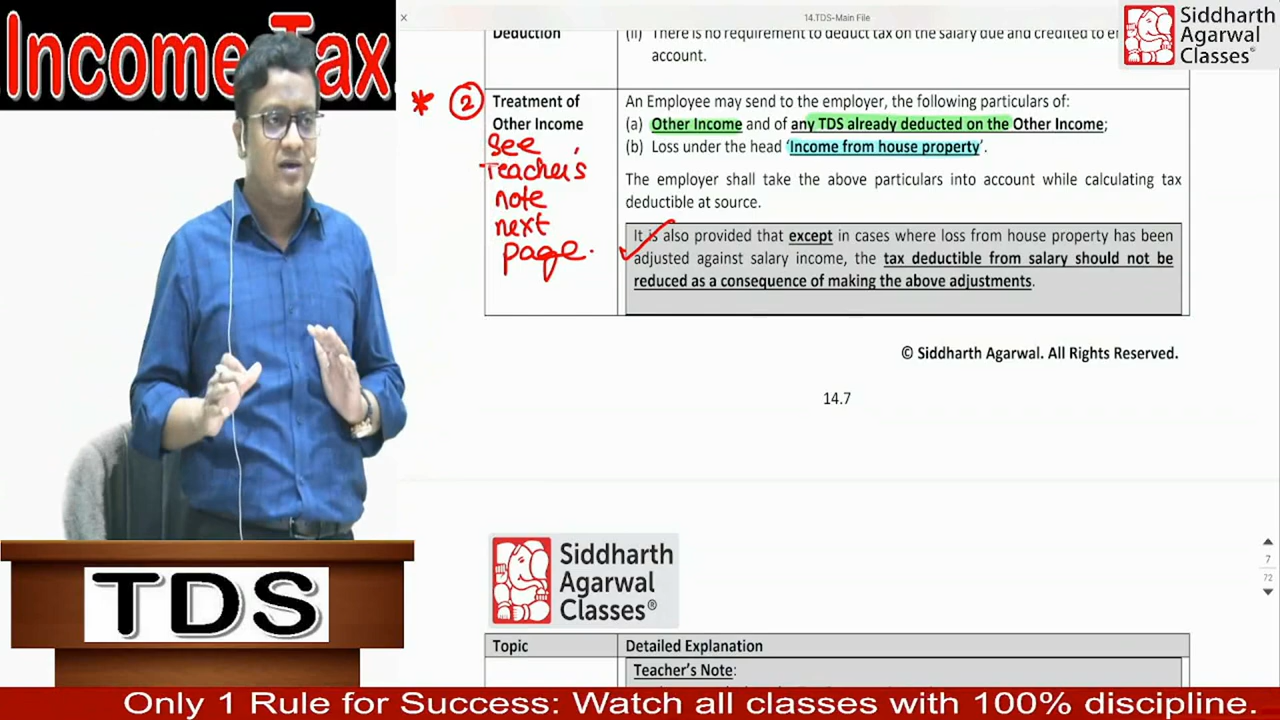 Income Tax.
14.TDS-Main File
Siddharth
Agarwal
Classes®
Deduction
(ii) There is no requirement to deduct tax on the salary due and credited to
account.
* 2
Treatment of
Other Income
See
Teacher's
note
next
page.
An Employee may send to the employer, the following particulars of:
(a) Other Income and of any TDS already deducted on the Other Income;
(b) Loss under the head 'Income from house property'.
The employer shall take the above particulars into account while calculating tax
deductible at source.
It is also provided that except in cases where loss from house property has been
adjusted against salary income, the tax deductible from salary should not be
reduced as a consequence of making the above adjustments.
© Siddharth Agarwal. All Rights Reserved.
14.7
Siddharth
Agarwal
Classes®
7
72
Topic
Detailed Explanation
Teacher's Note:
TDS
Only 1 Rule for Success: Watch all classes with 100% discipline.